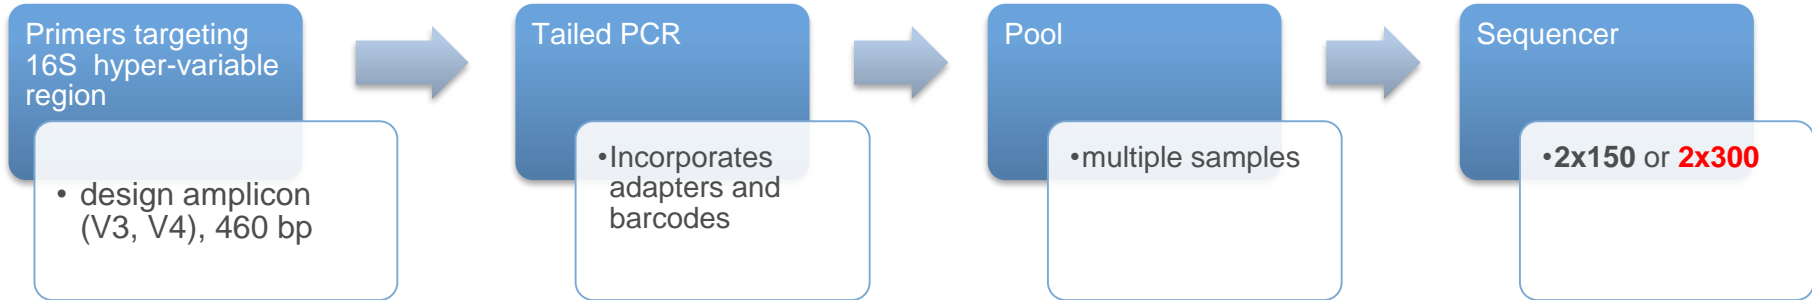 Primers targeting
16S hyper-variable
region
• design amplicon
(V3, V4), 460 bp
Tailed PCR
•Incorporates
adapters and
barcodes
Pool
•multiple samples
Sequencer
•2x150 or 2x300